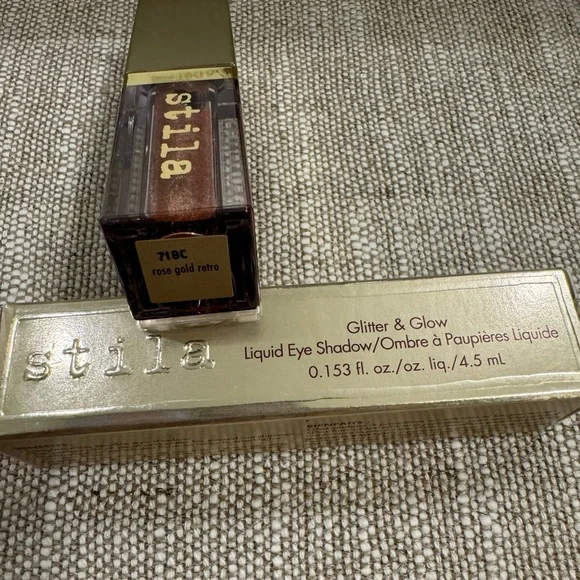 stila
718C
rose gold retro
stila
Glitter & Glow
Liquid Eye Shadow/Ombre à Paupières Liquide
0.153 fl. oz./oz. liq./4.5 mL